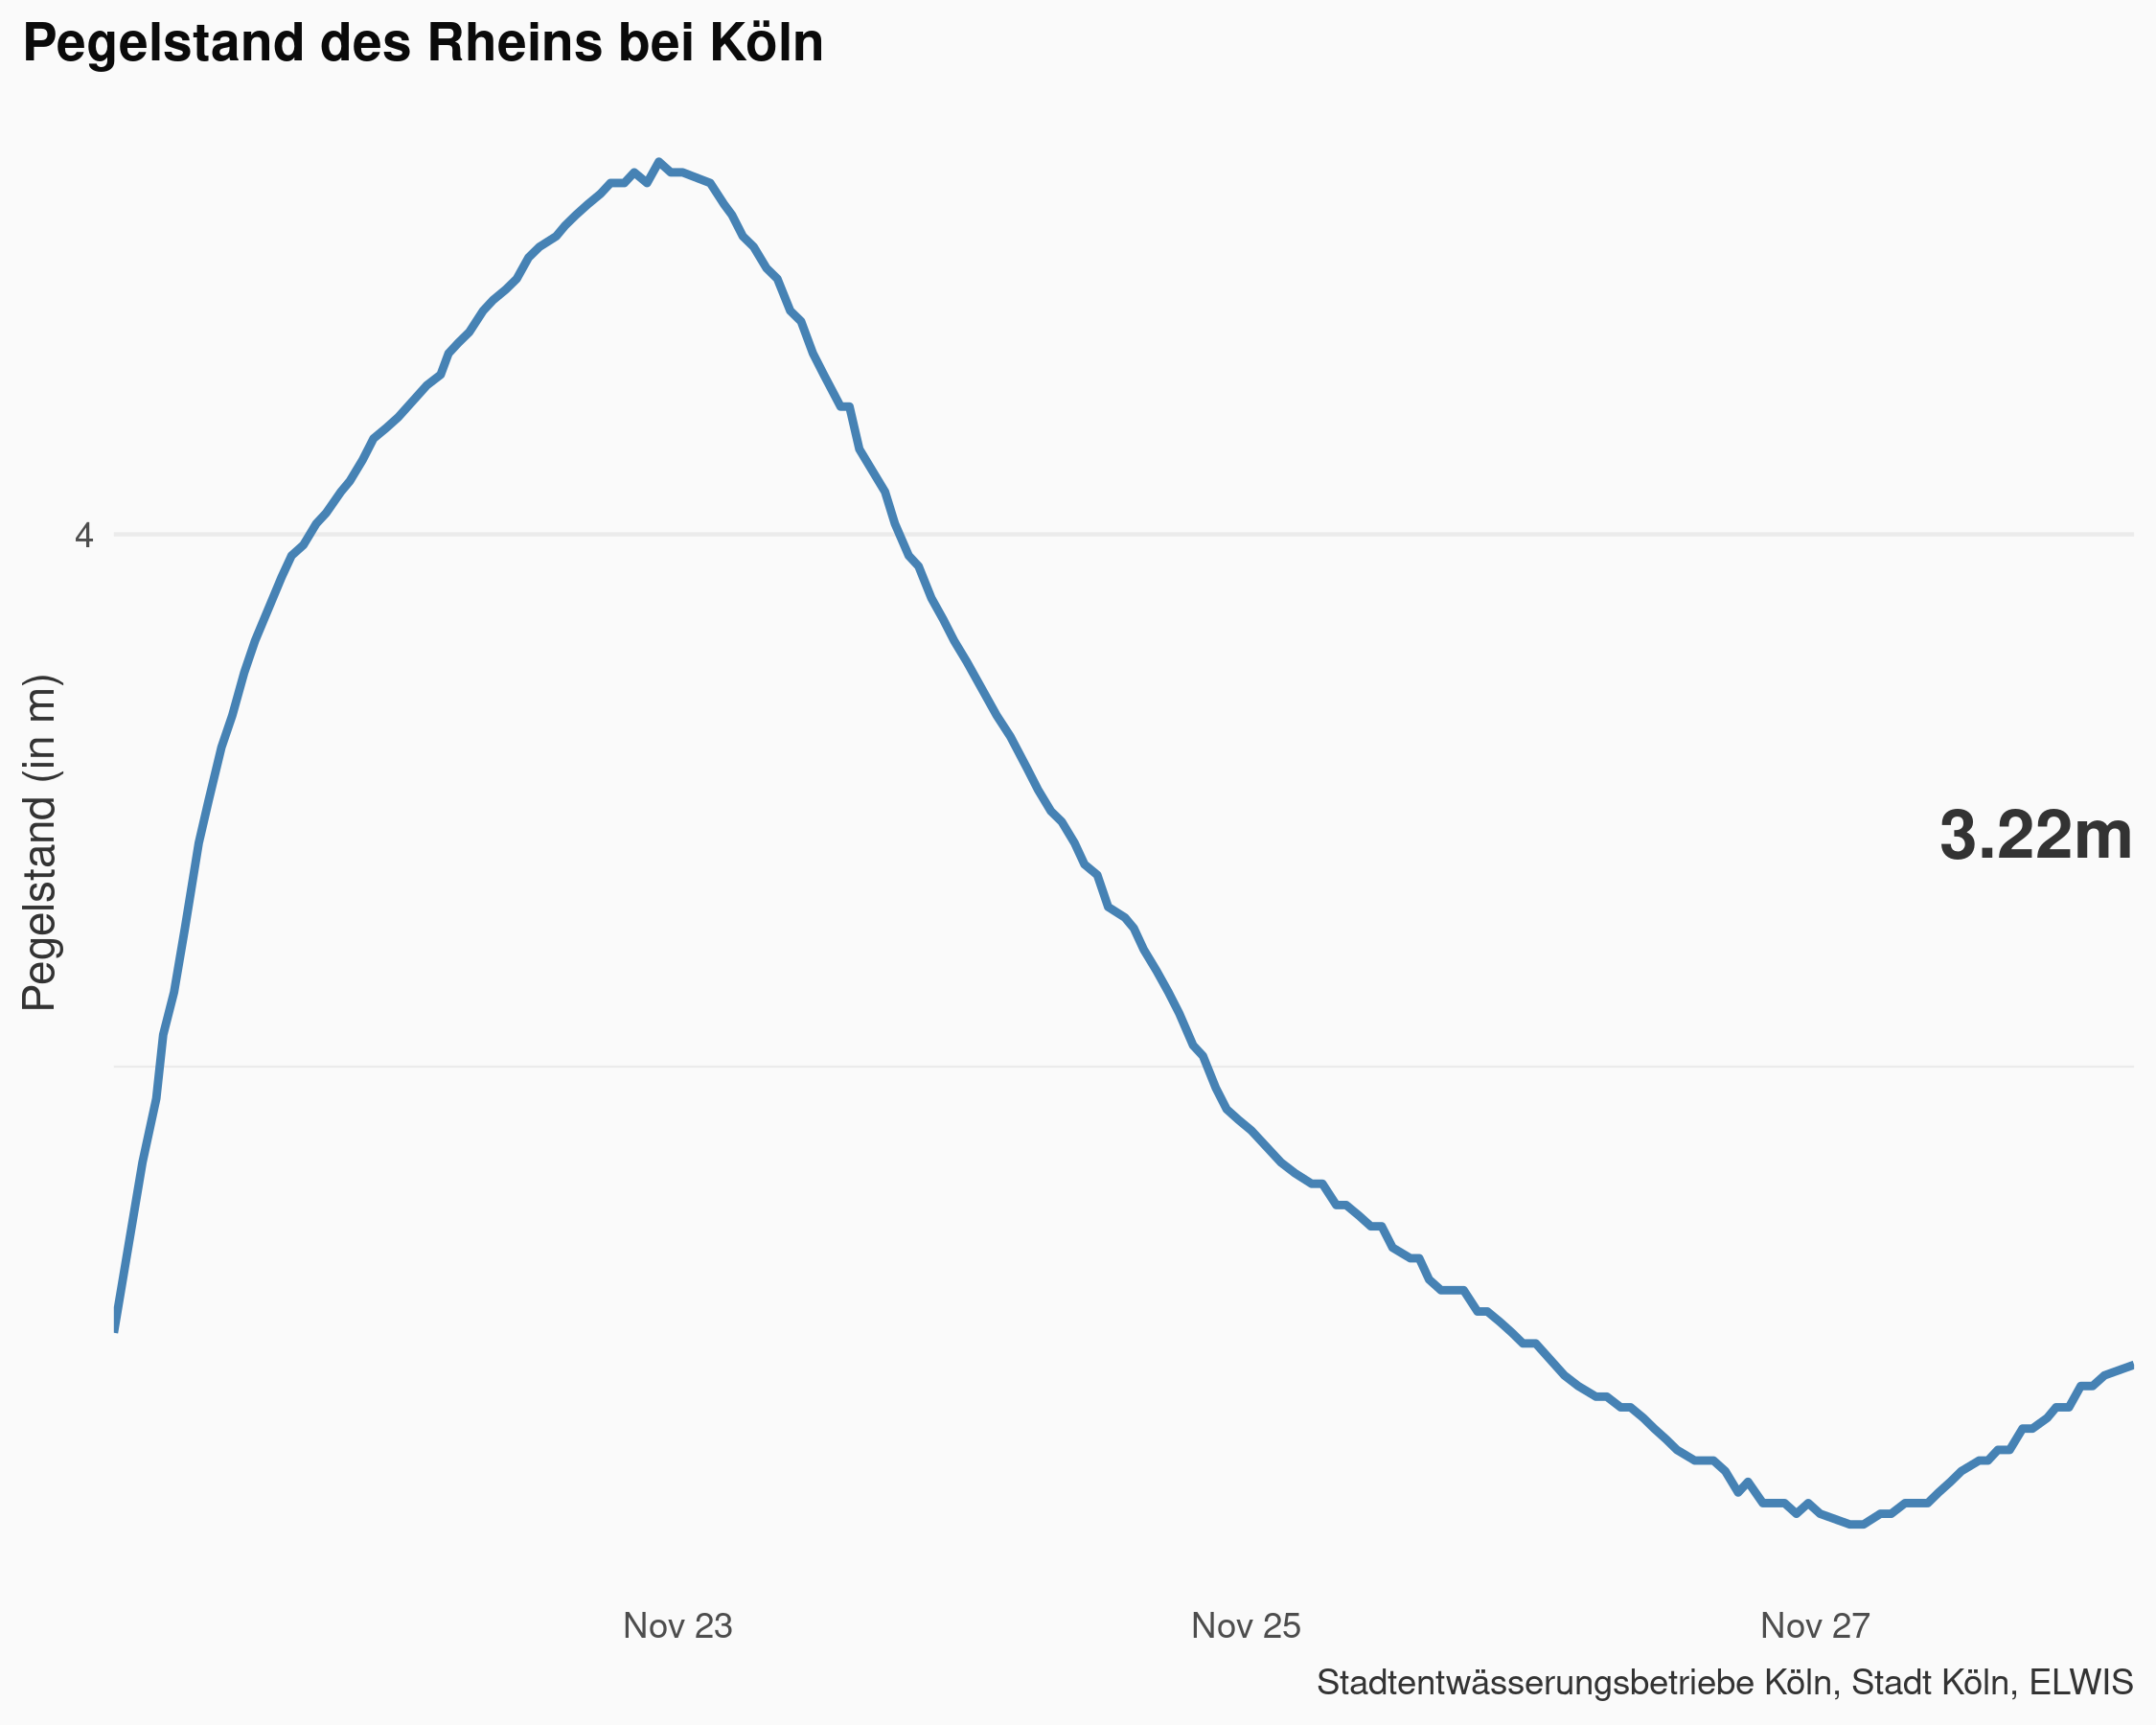 Pegelstand des Rheins bei Köln
4
Pegelstand (in m)
3.22m
Nov 23
Nov 25
Nov 27
Stadtentwässerungsbetriebe Köln, Stadt Köln, ELWIS